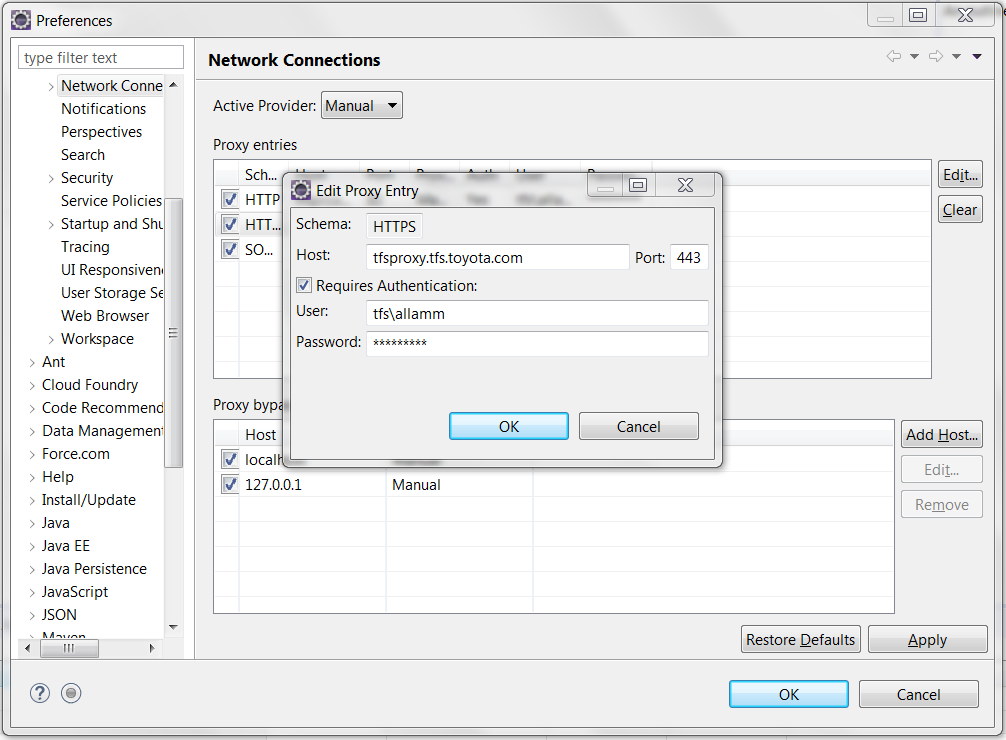 Preferences
type filter text
Network Conne
Notifications
Perspectives
Search
Security
Service Policies
Startup and Shu
Tracing
UI Responsiven
User Storage Se
Web Browser
Workspace
Ant
Cloud Foundry
Code Recommend
Data Management
Force.com
Help
Install/Update
Java
Java EE
Java Persistence
JavaScript
JSON
Maven
Network Connections
Active Provider: Manual
Proxy entries
Sch...
HTTP
HTT...
SO...
Edit...
Clear
Edit Proxy Entry
Schema: HTTPS
Host: tfsproxy.tfs.toyota.com Port: 443
Requires Authentication:
User: tfs\allamm
Password: *********
OK Cancel
Proxy bypa
Host
localh
127.0.0.1 Manual
Add Host...
Edit...
Remove
Restore Defaults Apply
OK Cancel